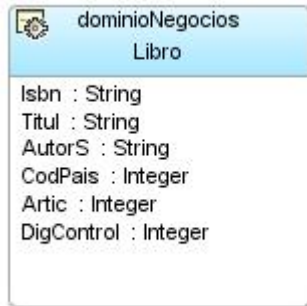 dominioNegocios
Libro
Isbn : String
Titul : String
AutorS : String
CodPais : Integer
Artic : Integer
DigControl : Integer